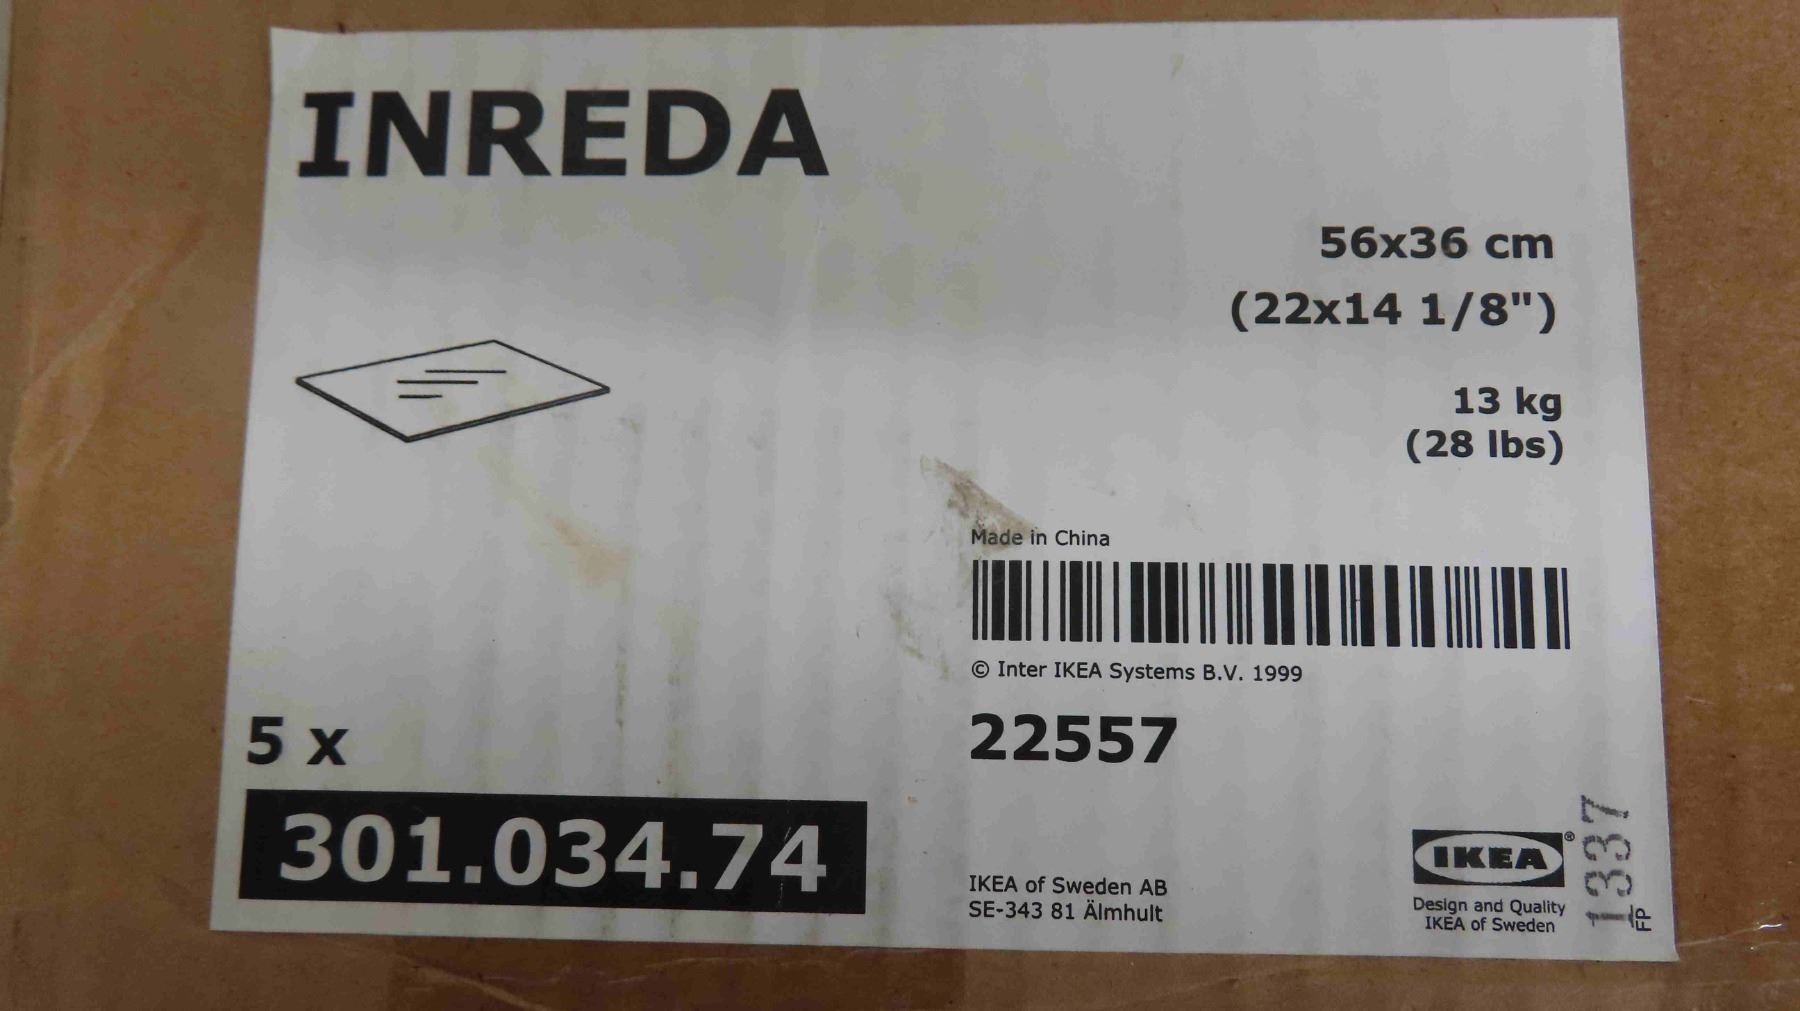 INREDA
56x36 cm
(22x14 1/8")
13 kg
(28 lbs)
Made in China
© Inter IKEA Systems B.V. 1999
5 x
22557
301.034.74
IKEA of Sweden AB
SE-343 81 Älmhult
IKEA®
Design and Quality
IKEA of Sweden
1337
FP